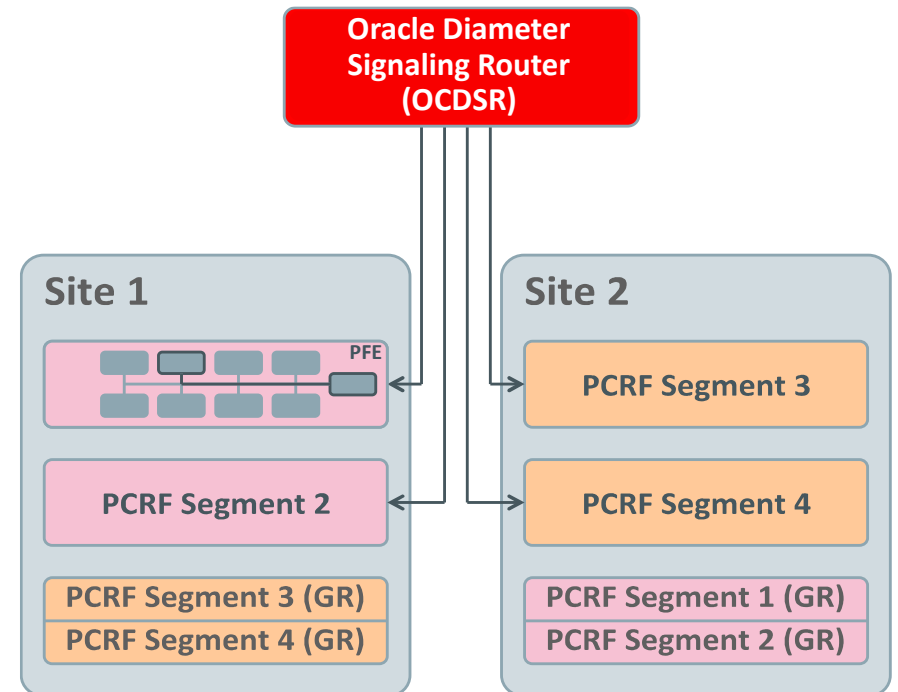 Oracle Diameter
Signaling Router
(OCDSR)
Site 1
PFE
PCRF Segment 2
PCRF Segment 3 (GR)
PCRF Segment 4 (GR)
Site 2
PCRF Segment 3
PCRF Segment 4
PCRF Segment 1 (GR)
PCRF Segment 2 (GR)